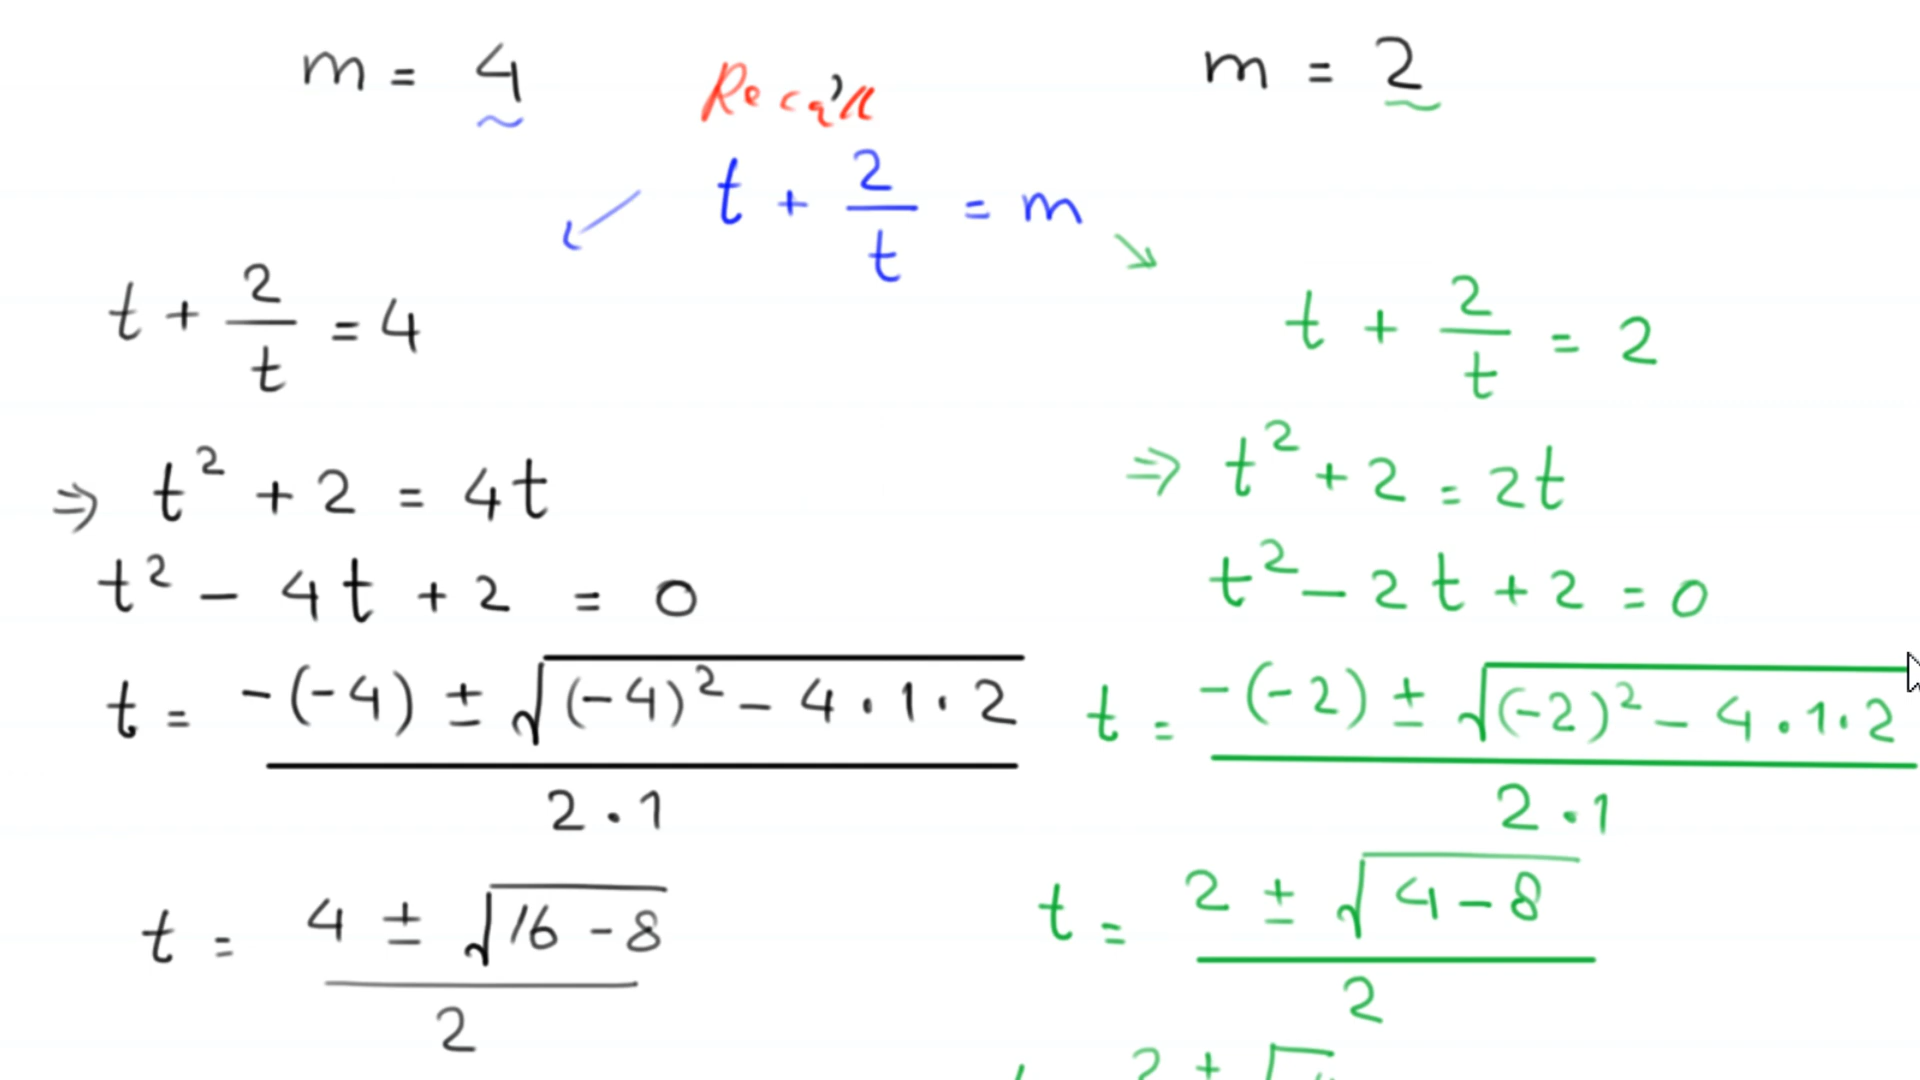 m = 4
Recall
m = 2
t + 2/t = m
t + 2/t = 4
⇒ t² + 2 = 4t
t² - 4t + 2 = 0
t = (-(-4) ± √((-4)² - 4·1·2))/(2·1)
t = (4 ± √(16 - 8))/2
t + 2/t = 2
⇒ t² + 2 = 2t
t² - 2t + 2 = 0
t = (-(-2) ± √((-2)² - 4·1·2))/(2·1)
t = (2 ± √(4 - 8))/2